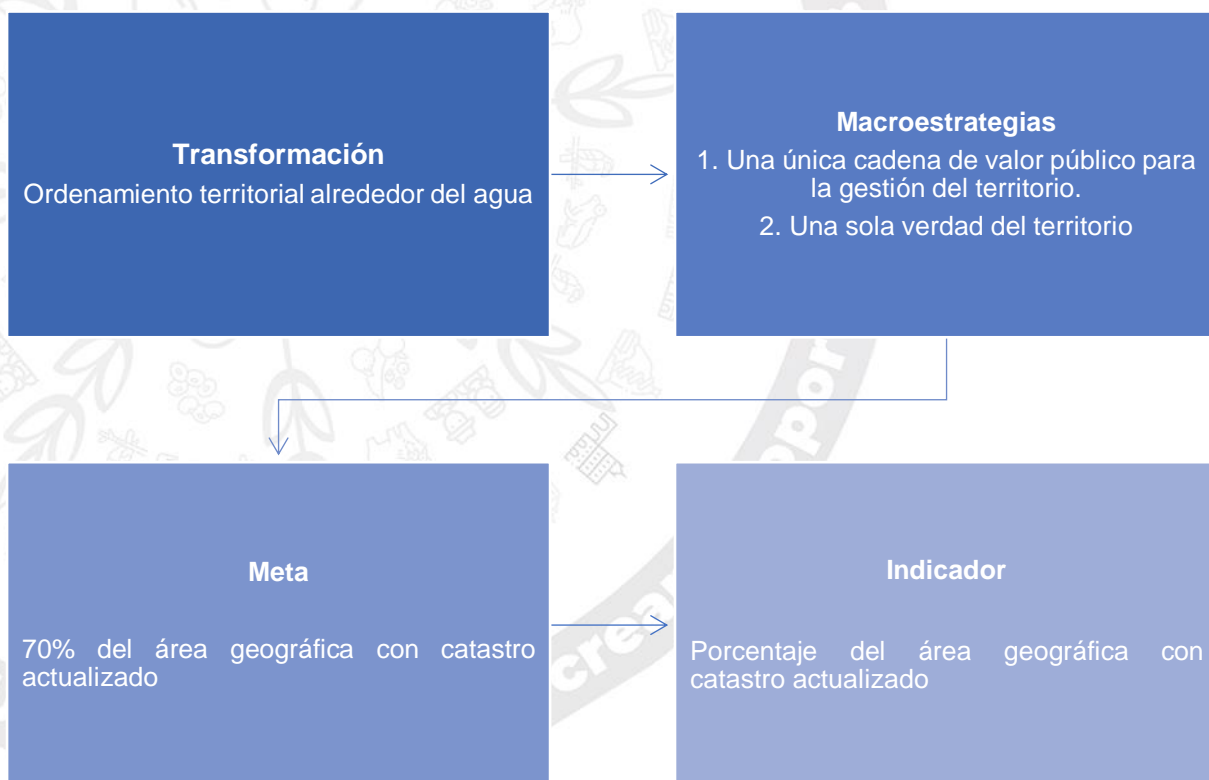 Transformación
Ordenamiento territorial alrededor del agua
Macroestrategias
1. Una única cadena de valor público para
la gestión del territorio.
2. Una sola verdad del territorio
Meta
70% del área geográfica con catastro
actualizado
Indicador
Porcentaje del área geográfica con
catastro actualizado